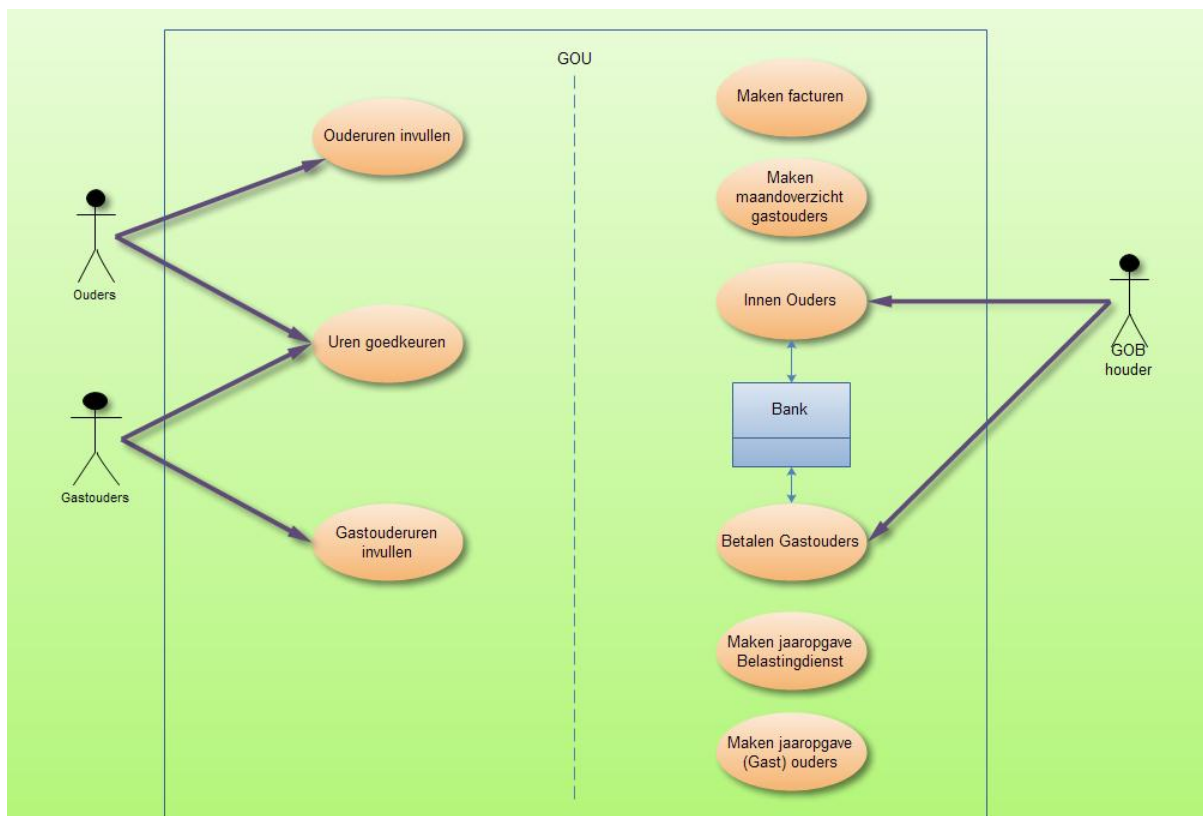 GOU
Ouderuren invullen
Ouders
Uren goedkeuren
Gastouders
Gastouderuren
invullen
Maken facturen
Maken
maandoverzicht
gastouders
Innen Ouders
Bank
Betalen Gastouders
Maken jaaropgave
Belastingdienst
Maken jaaropgave
(Gast) ouders
GOB
houder